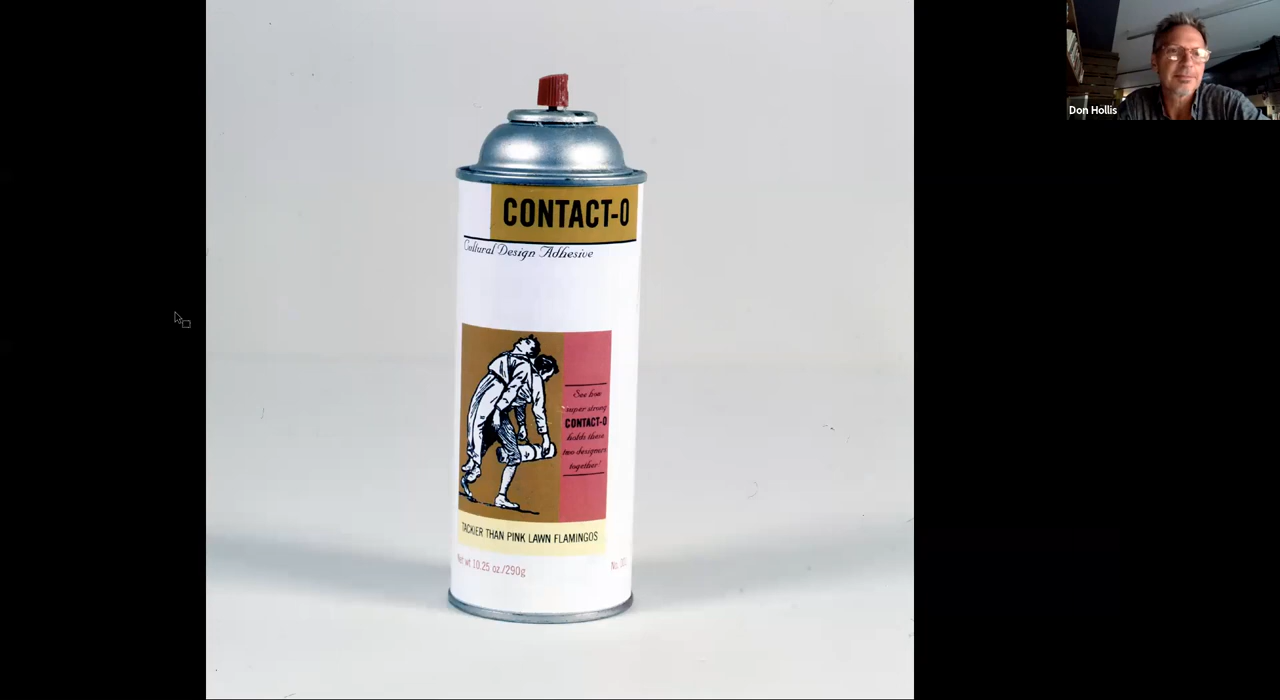 CONTACT-O
Cultural Design Adhesive
See how
super strong
CONTACT-O
holds these
two designers
together!
TACKIER THAN PINK LAWN FLAMINGOS
Net wt 10.25 oz./290g
No.
Don Hollis